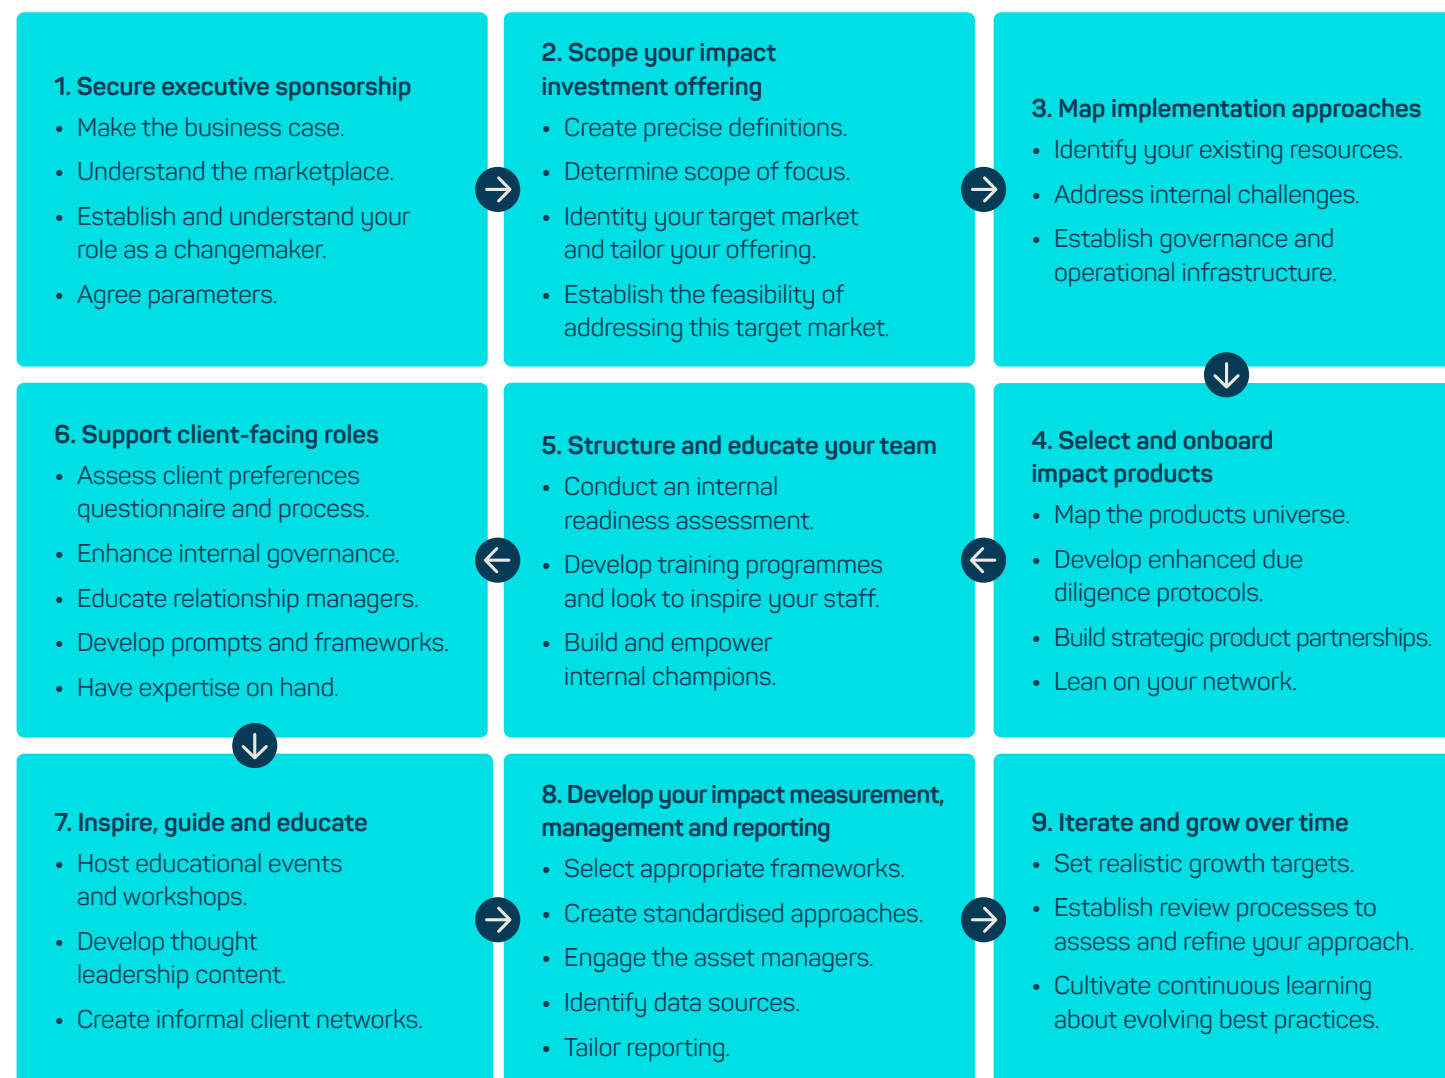 1. Secure executive sponsorship
• Make the business case.
• Understand the marketplace.
• Establish and understand your
role as a changemaker.
• Agree parameters.
2. Scope your impact
investment offering
• Create precise definitions.
• Determine scope of focus.
• Identity your target market
and tailor your offering.
• Establish the feasibility of
addressing this target market.
3. Map implementation approaches
• Identify your existing resources.
• Address internal challenges.
• Establish governance and
operational infrastructure.
4. Select and onboard
impact products
• Map the products universe.
• Develop enhanced due
diligence protocols.
• Build strategic product partnerships.
• Lean on your network.
5. Structure and educate your team
• Conduct an internal
readiness assessment.
• Develop training programmes
and look to inspire your staff.
• Build and empower
internal champions.
6. Support client-facing roles
• Assess client preferences
questionnaire and process.
• Enhance internal governance.
• Educate relationship managers.
• Develop prompts and frameworks.
• Have expertise on hand.
7. Inspire, guide and educate
• Host educational events
and workshops.
• Develop thought
leadership content.
• Create informal client networks.
8. Develop your impact measurement,
management and reporting
• Select appropriate frameworks.
• Create standardised approaches.
• Engage the asset managers.
• Identify data sources.
• Tailor reporting.
9. Iterate and grow over time
• Set realistic growth targets.
• Establish review processes to
assess and refine your approach.
• Cultivate continuous learning
about evolving best practices.